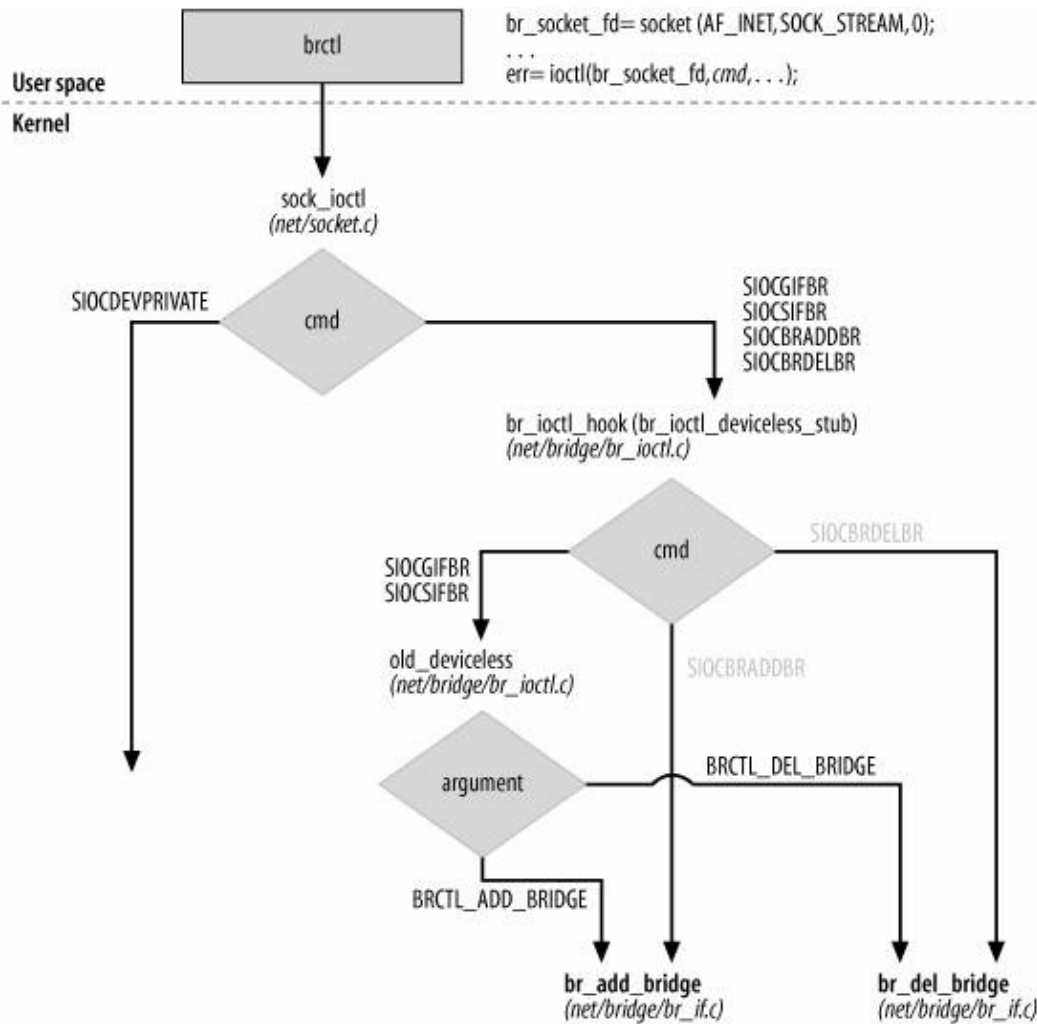 brctl
br_socket_fd= socket (AF_INET,SOCK_STREAM,0);
...
err= ioctl(br_socket_fd,cmd,...);
User space
Kernel
sock_ioctl
(net/socket.c)
SIOCDEVPRIVATE
cmd
SIOCGIFBR
SIOCSIFBR
SIOCBRADDBR
SIOCBRDELBR
br_ioctl_hook (br_ioctl_deviceless_stub)
(net/bridge/br_ioctl.c)
cmd
SIOCBRDELBR
SIOCGIFBR
SIOCSIFBR
old_deviceless
(net/bridge/br_ioctl.c)
SIOCBRADDBR
argument
BRCTL_DEL_BRIDGE
BRCTL_ADD_BRIDGE
br_add_bridge
(net/bridge/br_if.c)
br_del_bridge
(net/bridge/br_if.c)